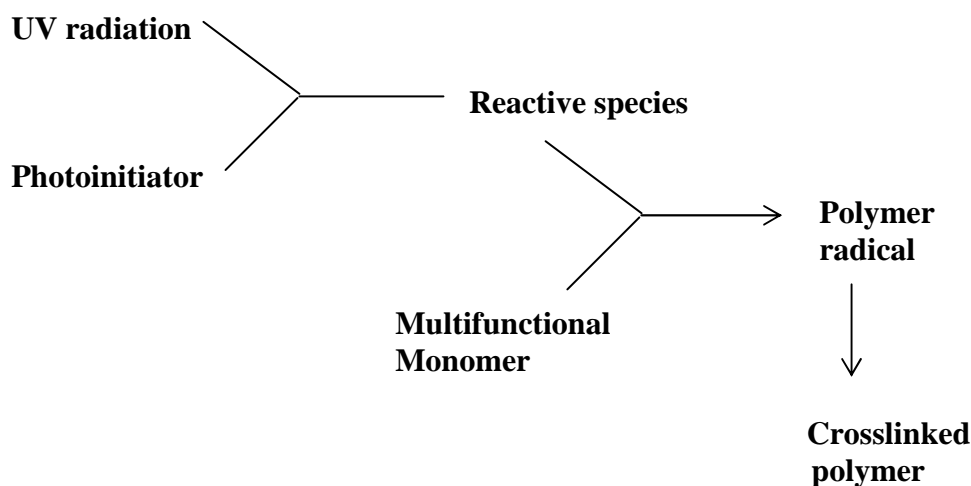 UV radiation
Reactive species
Photoinitiator
Polymer
radical
Multifunctional
Monomer
Crosslinked
polymer